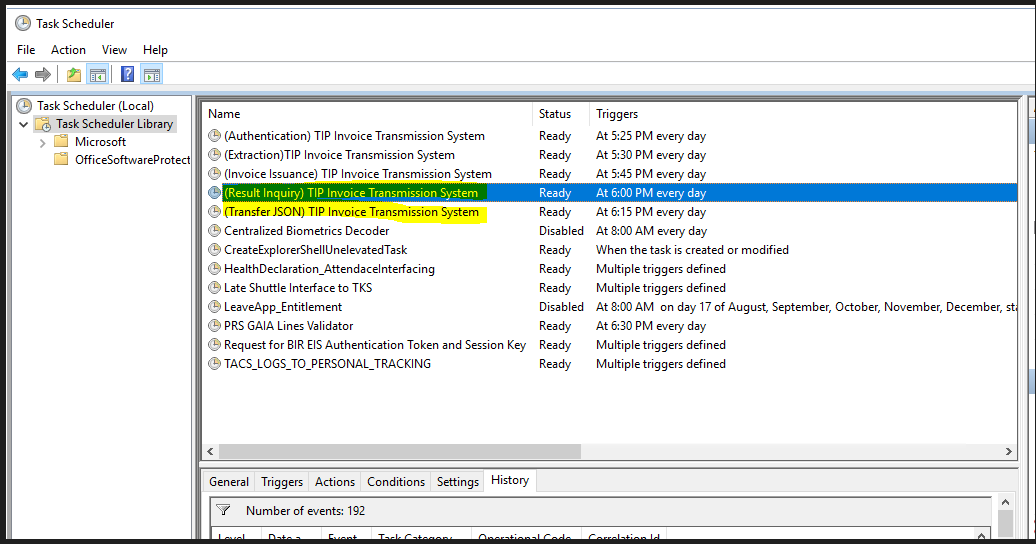 Task Scheduler
File Action View Help
Task Scheduler (Local)
Task Scheduler Library
Microsoft
OfficeSoftwareProtect
Name Status Triggers
(Authentication) TIP Invoice Transmission System Ready At 5:25 PM every day
(Extraction)TIP Invoice Transmission System Ready At 5:30 PM every day
(Invoice Issuance) TIP Invoice Transmission System Ready At 5:45 PM every day
(Result Inquiry) TIP Invoice Transmission System Ready At 6:00 PM every day
(Transfer JSON) TIP Invoice Transmission System Ready At 6:15 PM every day
Centralized Biometrics Decoder Disabled At 8:00 AM every day
CreateExplorerShellUnelevatedTask Ready When the task is created or modified
HealthDeclaration_AttendaceInterfacing Ready Multiple triggers defined
Late Shuttle Interface to TKS Ready Multiple triggers defined
LeaveApp_Entitlement Disabled At 8:00 AM on day 17 of August, September, October, November, December, sta
PRS GAIA Lines Validator Ready At 6:30 PM every day
Request for BIR EIS Authentication Token and Session Key Ready Multiple triggers defined
TACS_LOGS_TO_PERSONAL_TRACKING Ready Multiple triggers defined
General Triggers Actions Conditions Settings History
Number of events: 192
Level Date a Event Task Category Operational Code Correlation Id